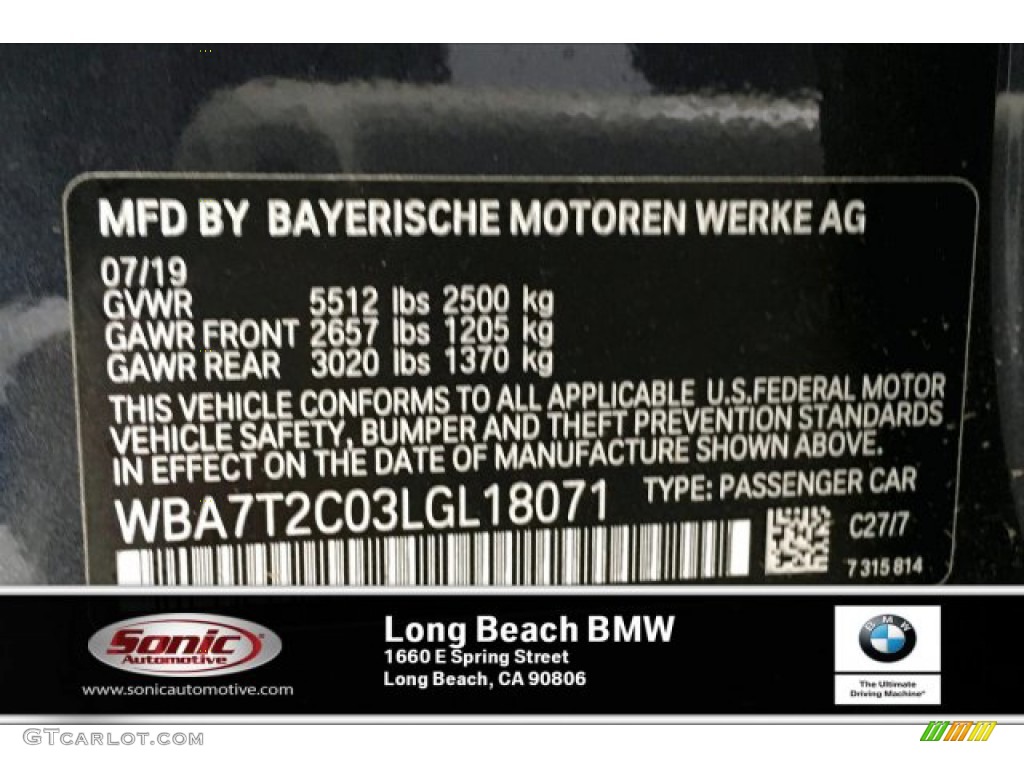 MFD BY BAYERISCHE MOTOREN WERKE AG
07/19
GVWR 5512 lbs 2500 kg
GAWR FRONT 2657 lbs 1205 kg
GAWR REAR 3020 lbs 1370 kg
THIS VEHICLE CONFORMS TO ALL APPLICABLE U.S.FEDERAL MOTOR
VEHICLE SAFETY, BUMPER AND THEFT PREVENTION STANDARDS
IN EFFECT ON THE DATE OF MANUFACTURE SHOWN ABOVE.
WBA7T2C03LGL18071 TYPE: PASSENGER CAR
C27/7
7 315 814
Sonic
Automotive
www.sonicautomotive.com
Long Beach BMW
1660 E Spring Street
Long Beach, CA 90806
BMW
The Ultimate
Driving Machine®
GTCARLOT.COM